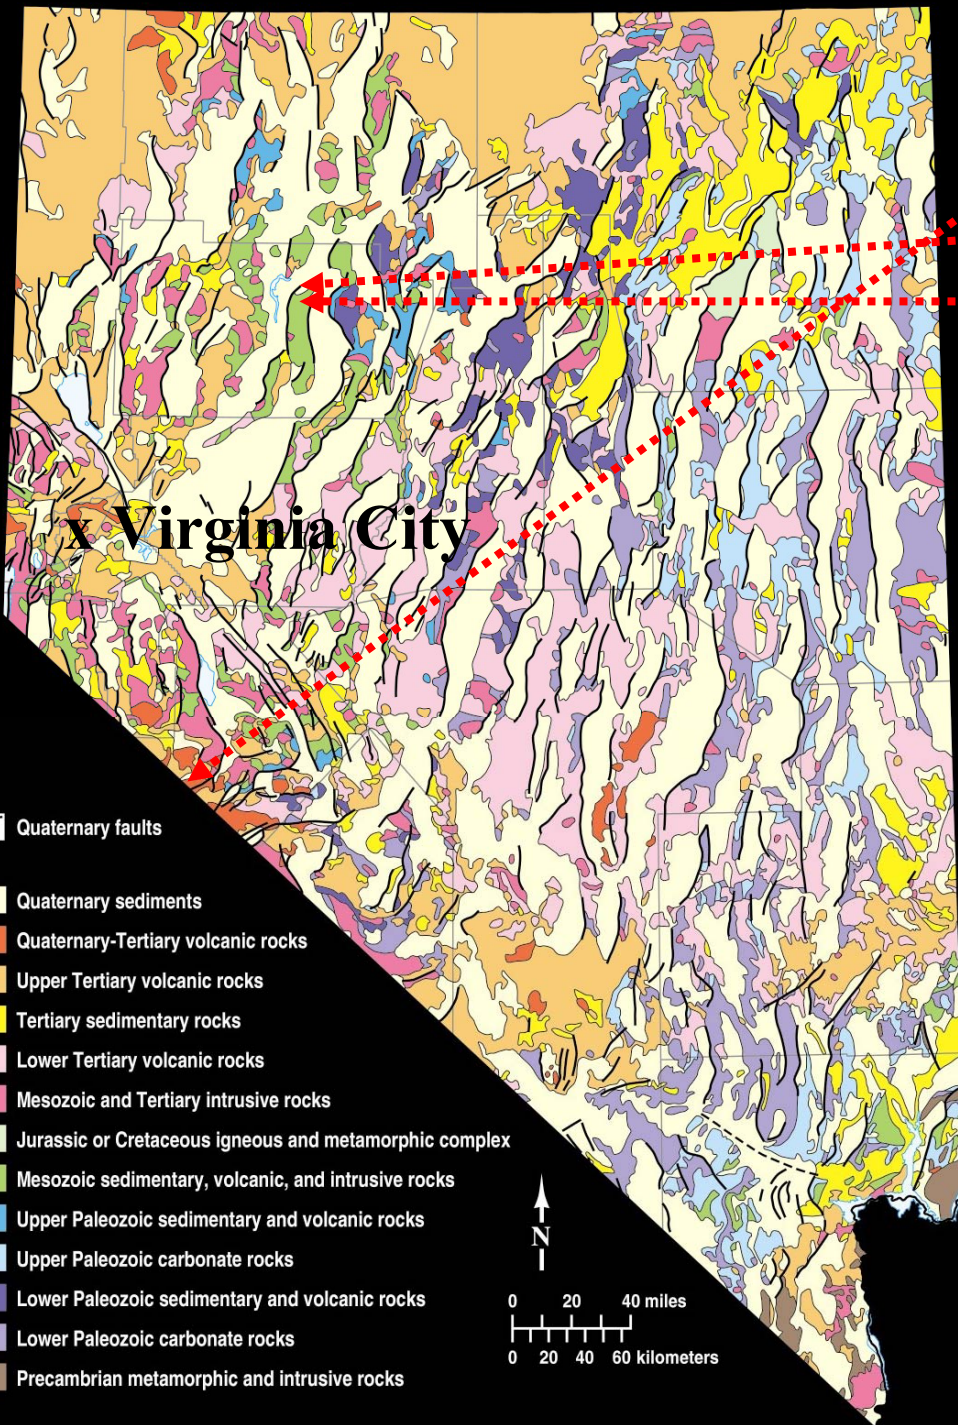 x Virginia City
Quaternary faults
Quaternary sediments
Quaternary-Tertiary volcanic rocks
Upper Tertiary volcanic rocks
Tertiary sedimentary rocks
Lower Tertiary volcanic rocks
Mesozoic and Tertiary intrusive rocks
Jurassic or Cretaceous igneous and metamorphic complex
Mesozoic sedimentary, volcanic, and intrusive rocks
Upper Paleozoic sedimentary and volcanic rocks
Upper Paleozoic carbonate rocks
Lower Paleozoic sedimentary and volcanic rocks
Lower Paleozoic carbonate rocks
Precambrian metamorphic and intrusive rocks
N
0 20 40 miles
0 20 40 60 kilometers